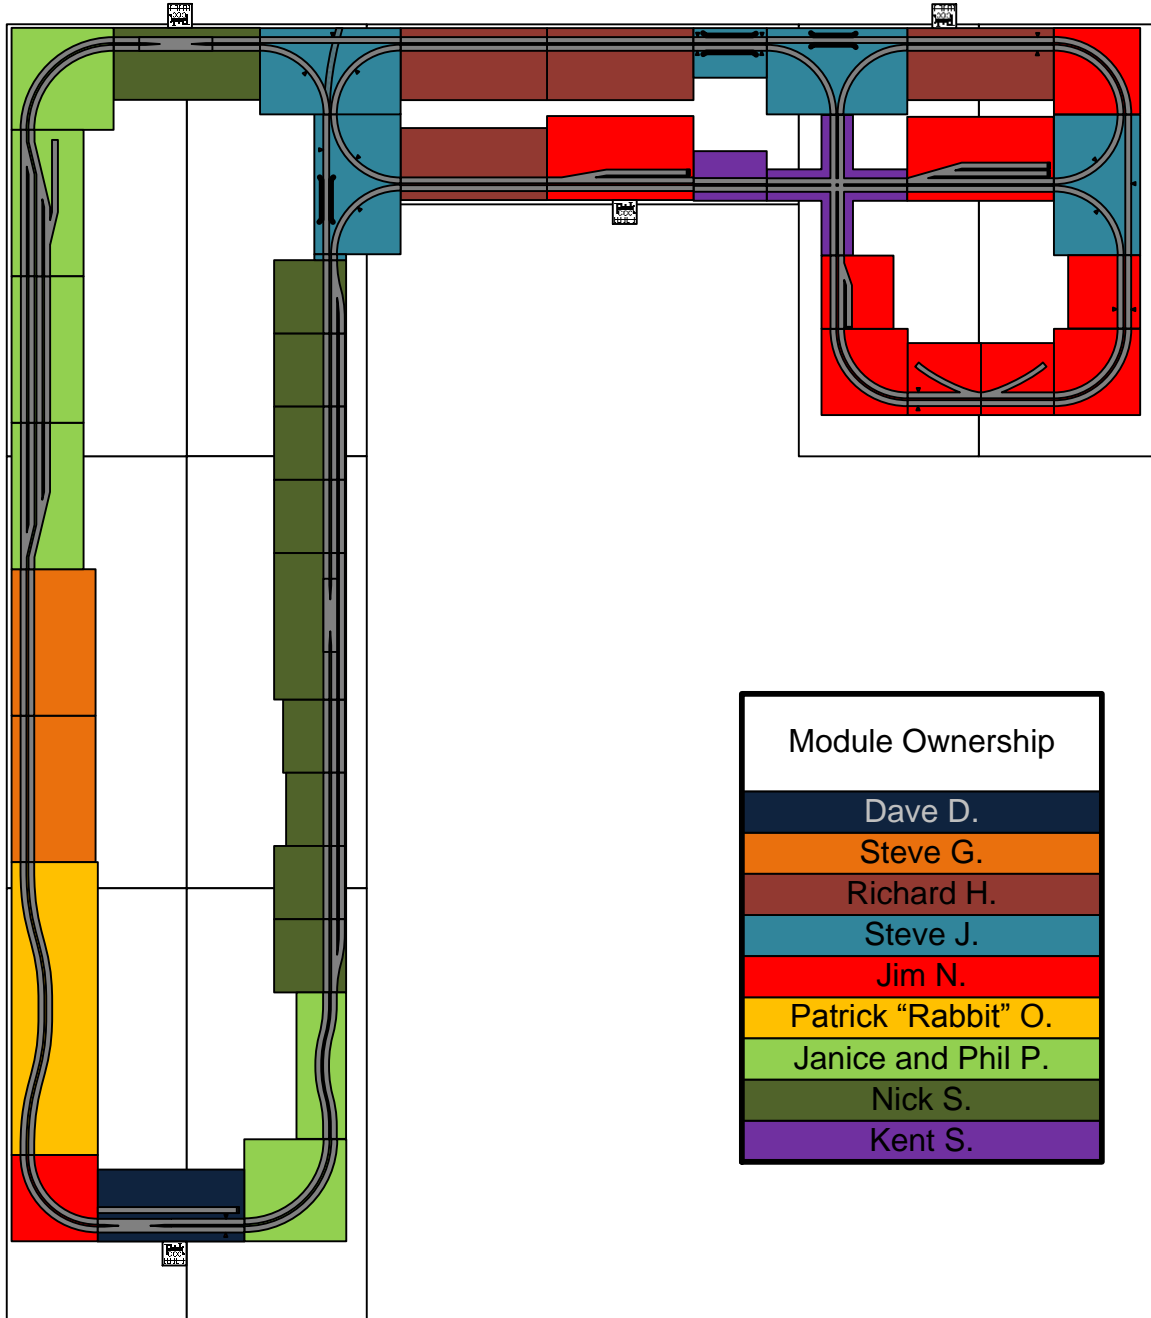 Module Ownership
Dave D.
Steve G.
Richard H.
Steve J.
Jim N.
Patrick “Rabbit” O.
Janice and Phil P.
Nick S.
Kent S.